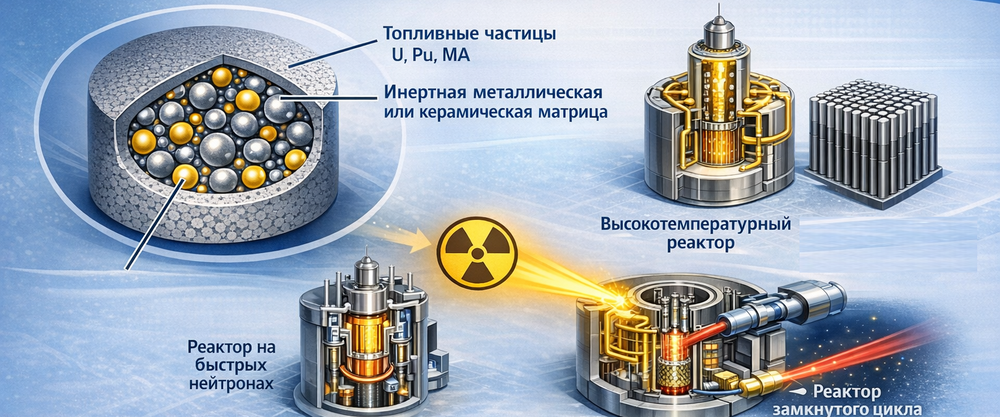 Топливные частицы
U, Pu, MA
Инертная металлическая
или керамическая матрица
Высокотемпературный
реактор
Реактор на
быстрых
нейтронах
Реактор
замкнутого цикла